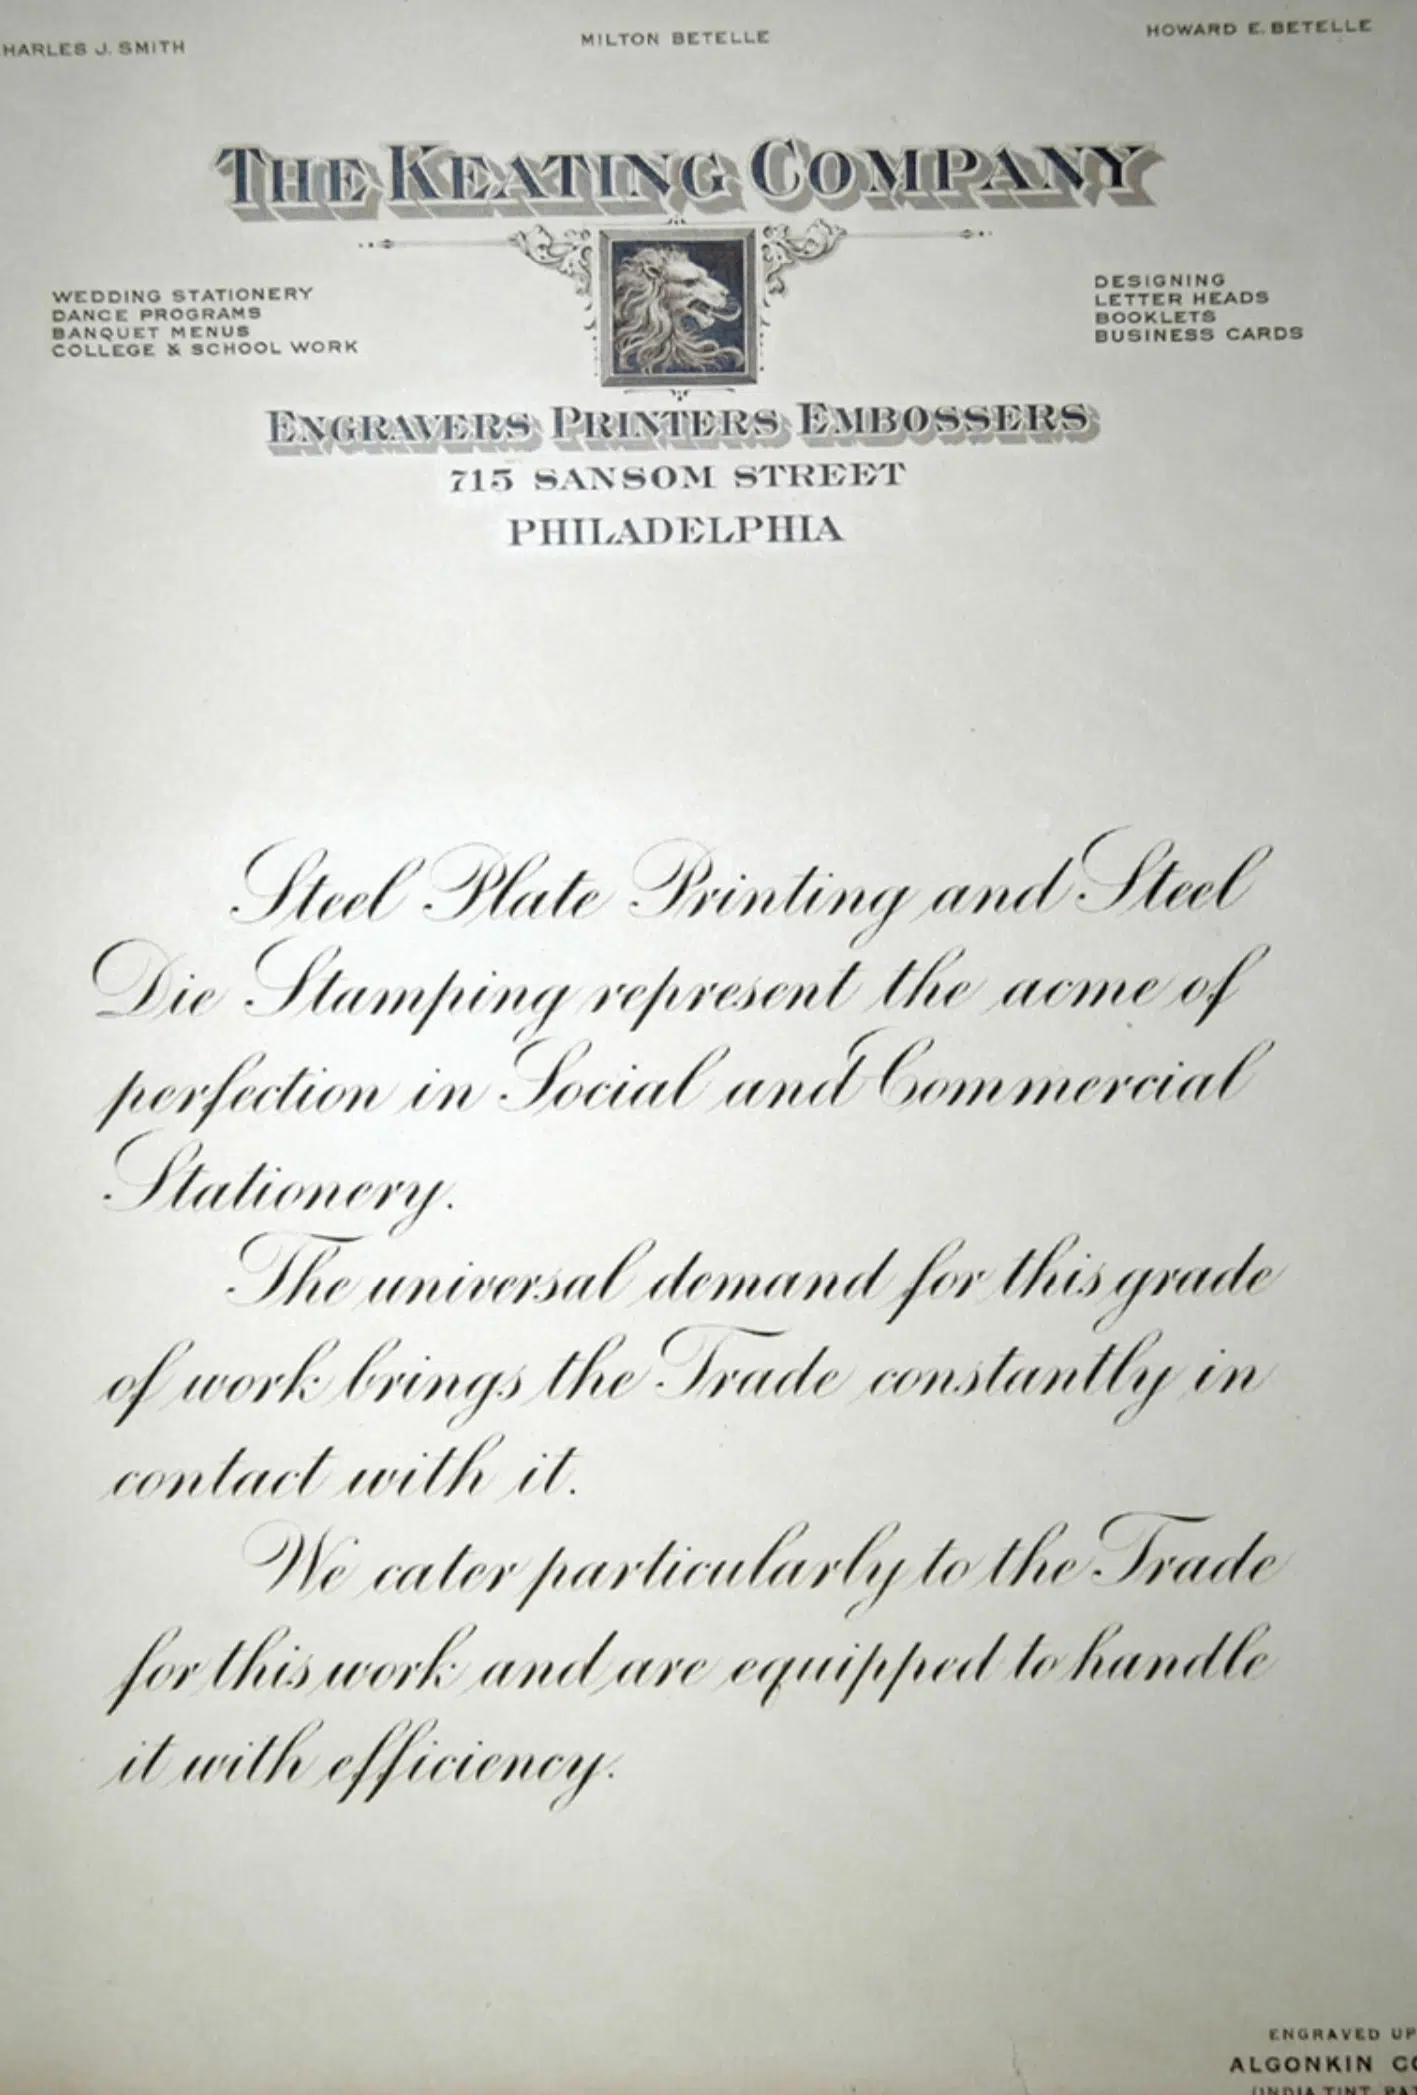 HARLES J. SMITH
MILTON BETELLE
HOWARD E. BETELLE
THE KEATING COMPANY
WEDDING STATIONERY
DANCE PROGRAMS
BANQUET MENUS
COLLEGE & SCHOOL WORK
DESIGNING
LETTER HEADS
BOOKLETS
BUSINESS CARDS
ENGRAVERS PRINTERS EMBOSSERS
715 SANSOM STREET
PHILADELPHIA
Steel Plate Printing and Steel
Die Stamping represent the acme of
perfection in Social and Commercial
Stationery.
The universal demand for this grade
of work brings the Trade constantly in
contact with it.
We cater particularly to the Trade
for this work and are equipped to handle
it with efficiency.
ENGRAVED UP
ALGONKIN CO
(INDIA TINT, PA